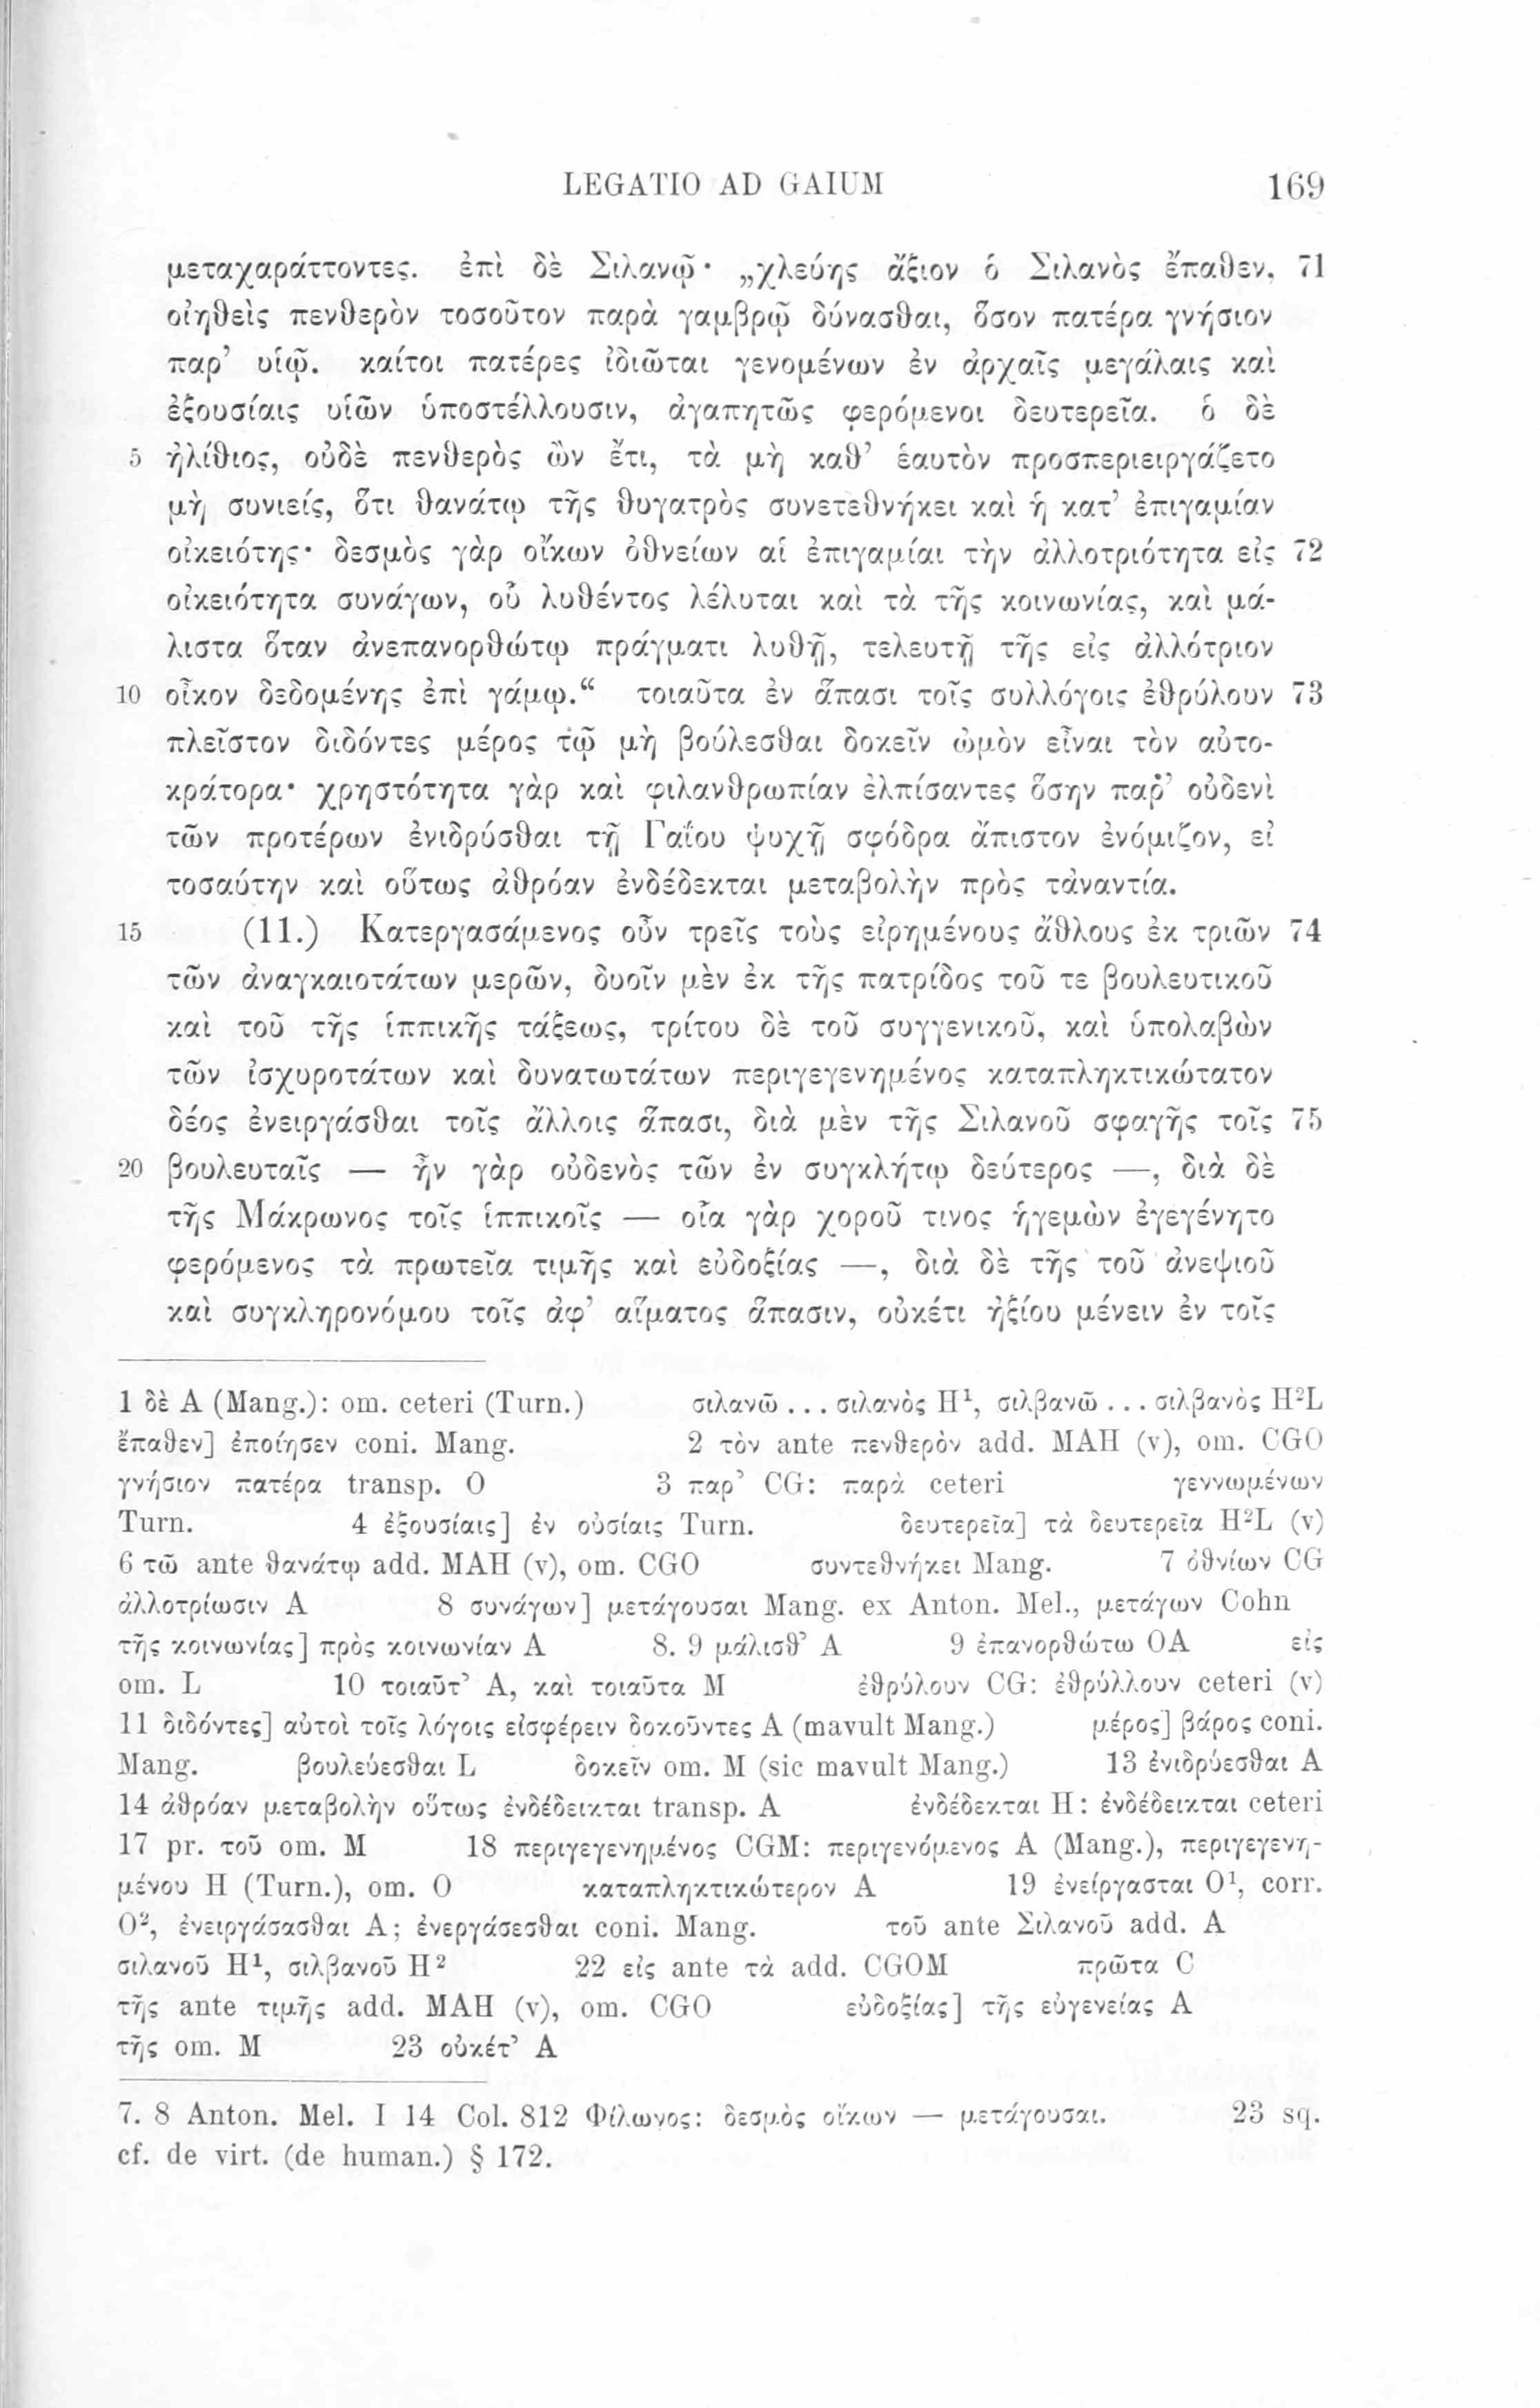 LEGATIO AD GAIUM 169
μεταχαράττοντες. ἐπὶ δὲ Σιλανῷ· „χλεύης ἄξιον ὁ Σιλανὸς ἔπαθεν, 71
οἰηθεὶς πενθερὸν τοσοῦτον παρὰ γαμβρῷ δύνασθαι, ὅσον πατέρα γνήσιον
παρ’ υἱῷ. καίτοι πατέρες ἰδιῶται γενομένων ἐν ἀρχαῖς μεγάλαις καὶ
ἐξουσίαις υἱῶν ὑποστέλλουσιν, ἀγαπητῶς φερόμενοι δευτερεῖα. ὁ δὲ
5 ἠλίθιος, οὐδὲ πενθερὸς ὢν ἔτι, τὰ μὴ καθ’ ἑαυτὸν προσπεριειργάζετο
μὴ συνιείς, ὅτι θανάτῳ τῆς θυγατρὸς συνετεθνήκει καὶ ἡ κατ’ ἐπιγαμίαν
οἰκειότης· δεσμὸς γὰρ οἴκων ὀθνείων αἱ ἐπιγαμίαι τὴν ἀλλοτριότητα εἰς 72
οἰκειότητα συνάγων, οὗ λυθέντος λέλυται καὶ τὰ τῆς κοινωνίας, καὶ μά-
λιστα ὅταν ἀνεπανορθώτῳ πράγματι λυθῇ, τελευτῇ τῆς εἰς ἀλλότριον
10 οἶκον δεδομένης ἐπὶ γάμῳ.“ τοιαῦτα ἐν ἅπασι τοῖς συλλόγοις ἐθρύλουν 73
πλεῖστον διδόντες μέρος τῷ μὴ βούλεσθαι δοκεῖν ὠμὸν εἶναι τὸν αὐτο-
κράτορα· χρηστότητα γὰρ καὶ φιλανθρωπίαν ἐλπίσαντες ὅσην παρ’ οὐδενὶ
τῶν προτέρων ἐνιδρύσθαι τῇ Γαΐου ψυχῇ σφόδρα ἄπιστον ἐνόμιζον, εἰ
τοσαύτην καὶ οὕτως ἀθρόαν ἐνδέδεκται μεταβολὴν πρὸς τἀναντία.
15 (11.) Κατεργασάμενος οὖν τρεῖς τοὺς εἰρημένους ἄθλους ἐκ τριῶν 74
τῶν ἀναγκαιοτάτων μερῶν, δυοῖν μὲν ἐκ τῆς πατρίδος τοῦ τε βουλευτικοῦ
καὶ τοῦ τῆς ἱππικῆς τάξεως, τρίτου δὲ τοῦ συγγενικοῦ, καὶ ὑπολαβὼν
τῶν ἰσχυροτάτων καὶ δυνατωτάτων περιγεγενημένος καταπληκτικώτατον
δέος ἐνειργάσθαι τοῖς ἄλλοις ἅπασι, διὰ μὲν τῆς Σιλανοῦ σφαγῆς τοῖς 75
20 βουλευταῖς — ἦν γὰρ οὐδενὸς τῶν ἐν συγκλήτῳ δεύτερος —, διὰ δὲ
τῆς Μάκρωνος τοῖς ἱππικοῖς — οἷα γὰρ χοροῦ τινος ἡγεμὼν ἐγεγένητο
φερόμενος τὰ πρωτεῖα τιμῆς καὶ εὐδοξίας —, διὰ δὲ τῆς τοῦ ἀνεψιοῦ
καὶ συγκληρονόμου τοῖς ἀφ’ αἵματος ἅπασιν, οὐκέτι ἠξίου μένειν ἐν τοῖς
1 δὲ A (Mang.): om. ceteri (Turn.) σιλανῶ ... σιλανὸς H¹, σιλβανῶ ... σιλβανὸς H²L
ἔπαθεν] ἐποίησεν coni. Mang. 2 τὸν ante πενθερὸν add. MAH (v), om. CGO
γνήσιον πατέρα transp. O 3 παρ’ CG: παρὰ ceteri γεννωμένων
Turn. 4 ἐξουσίαις] ἐν οὐσίαις Turn. δευτερεῖα] τὰ δευτερεῖα H²L (v)
6 τῶ ante θανάτῳ add. MAH (v), om. CGO συντεθνήκει Mang. 7 ὀθνίων CG
ἀλλοτρίωσιν A 8 συνάγων] μετάγουσαι Mang. ex Anton. Mel., μετάγων Cohn
τῆς κοινωνίας] πρὸς κοινωνίαν A 8. 9 μάλισθ’ A 9 ἐπανορθώτω OA εἰς
om. L 10 τοιαῦτ’ A, καὶ τοιαῦτα M ἐθρύλουν CG: ἐθρύλλουν ceteri (v)
11 διδόντες] αὐτοὶ τοῖς λόγοις εἰσφέρειν δοκοῦντες A (mavult Mang.) μέρος] βάρος coni.
Mang. βουλεύεσθαι L δοκεῖν om. M (sic mavult Mang.) 13 ἐνιδρύεσθαι A
14 ἀθρόαν μεταβολὴν οὕτως ἐνδέδεικται transp. A ἐνδέδεκται H: ἐνδέδεικται ceteri
17 pr. τοῦ om. M 18 περιγεγενημένος CGM: περιγενόμενος A (Mang.), περιγεγενη-
μένου H (Turn.), om. O καταπληκτικώτερον A 19 ἐνείργασται O¹, corr.
O², ἐνειργάσασθαι A; ἐνεργάσεσθαι coni. Mang. τοῦ ante Σιλανοῦ add. A
σιλανοῦ H¹, σιλβανοῦ H² 22 εἰς ante τὰ add. CGOM πρῶτα C
τῆς ante τιμῆς add. MAH (v), om. CGO εὐδοξίας] τῆς εὐγενείας A
τῆς om. M 23 οὐκέτ’ A
7. 8 Anton. Mel. I 14 Col. 812 Φίλωνος: δεσμὸς οἴκων — μετάγουσαι. 23 sq.
cf. de virt. (de human.) § 172.